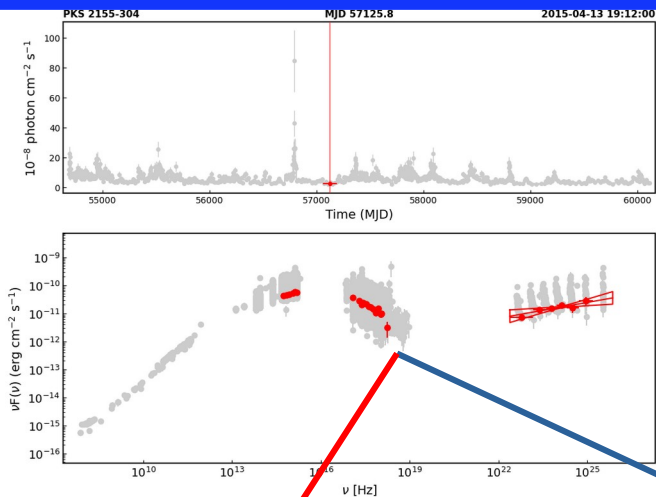 PKS 2155-304 MJD 57125.8 2015-04-13 19:12:00
10⁻⁸ photon cm⁻² s⁻¹
100
80
60
40
20
0
55000 56000 57000 58000 59000 60000
Time (MJD)
νF(ν) (erg cm⁻² s⁻¹)
10⁻⁹
10⁻¹⁰
10⁻¹¹
10⁻¹²
10⁻¹³
10⁻¹⁴
10⁻¹⁵
10⁻¹⁶
10¹⁰ 10¹³ 10¹⁶ 10¹⁹ 10²² 10²⁵
ν [Hz]